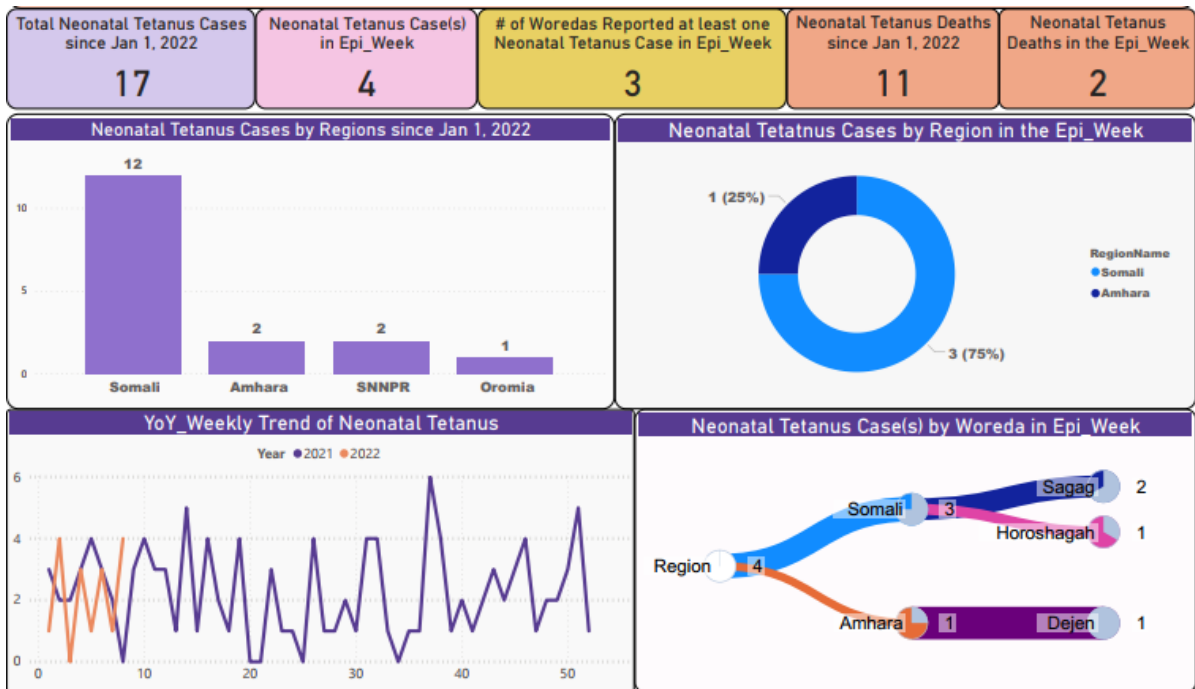 Total Neonatal Tetanus Cases
since Jan 1, 2022
17
Neonatal Tetanus Case(s)
in Epi_Week
4
# of Woredas Reported at least one
Neonatal Tetanus Case in Epi_Week
3
Neonatal Tetanus Deaths
since Jan 1, 2022
11
Neonatal Tetanus
Deaths in the Epi_Week
2
Neonatal Tetanus Cases by Regions since Jan 1, 2022
12
10
2
2
5
1
0
Somali Amhara SNNPR Oromia
Neonatal Tetatnus Cases by Region in the Epi_Week
1 (25%)
RegionName
Somali
Amhara
3 (75%)
YoY_Weekly Trend of Neonatal Tetanus
Year 2021 2022
6
4
2
0
0 10 20 30 40 50
Neonatal Tetanus Case(s) by Woreda in Epi_Week
Sagag 2
Somali 3
Horoshagah 1
Region 4
Amhara 1 Dejen 1